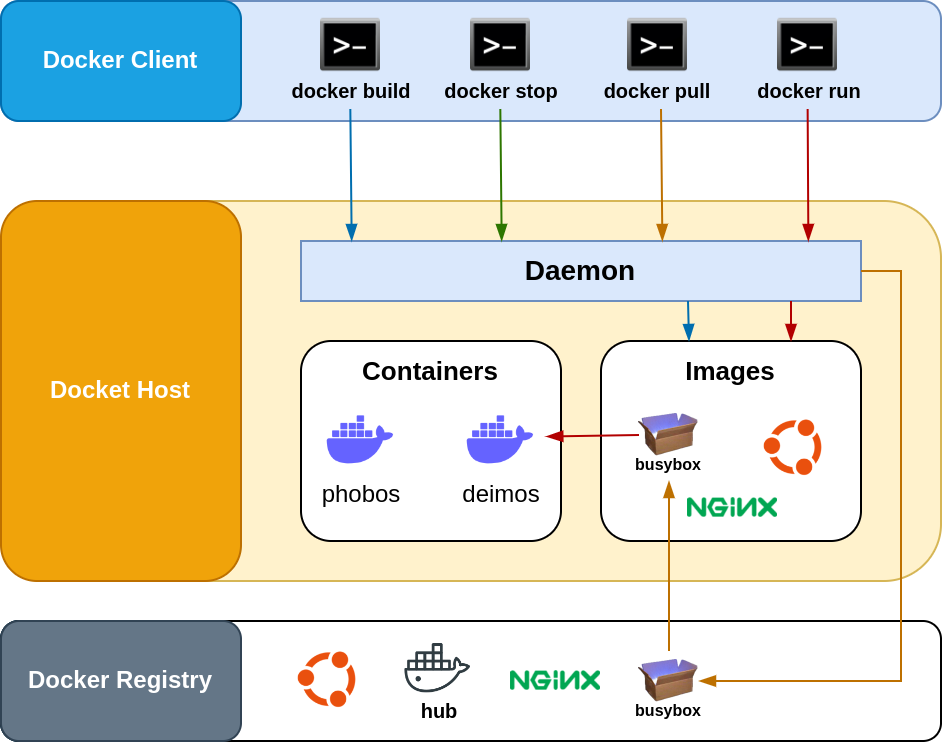 Docker Client
>_
>_
>_
>_
docker build
docker stop
docker pull
docker run
Docket Host
Daemon
Containers
Images
phobos
deimos
busybox
NGINX
Docker Registry
hub
NGINX
busybox